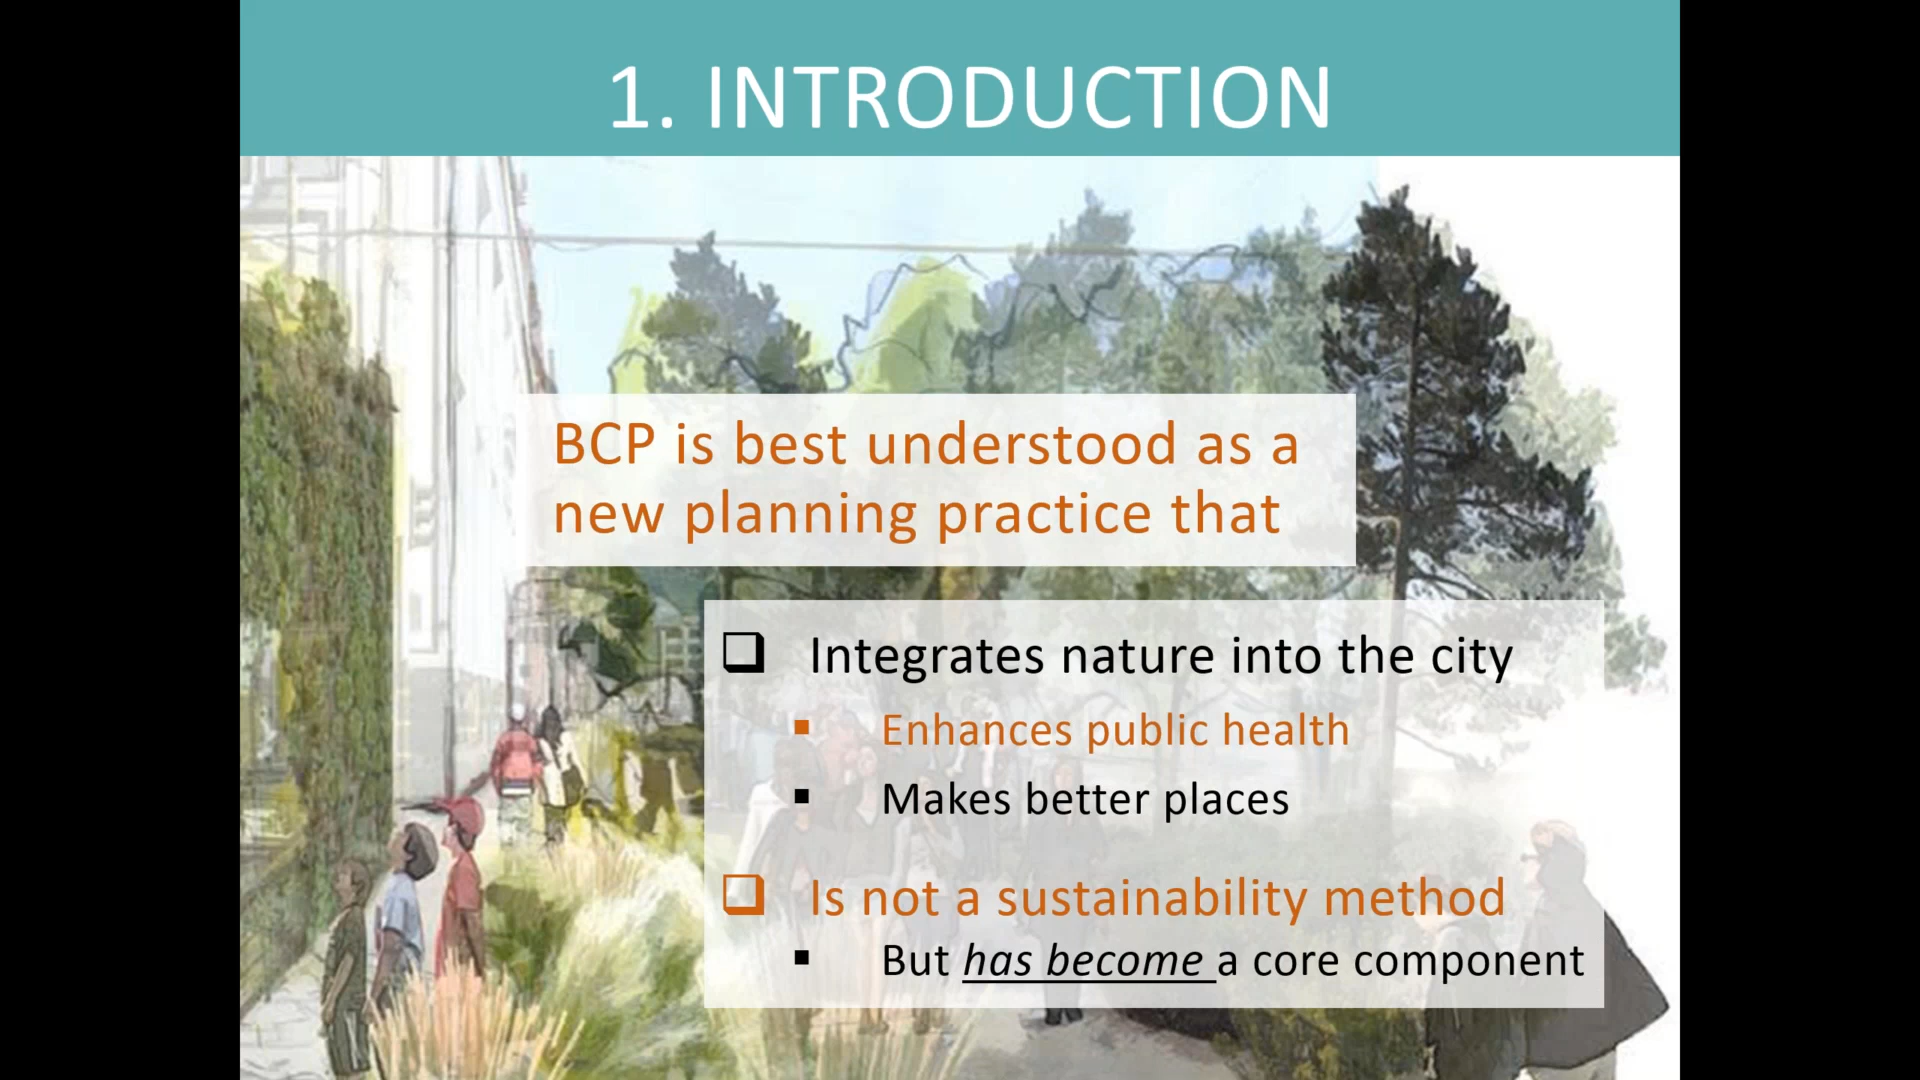 1. INTRODUCTION
BCP is best understood as a
new planning practice that
Integrates nature into the city
Enhances public health
Makes better places
Is not a sustainability method
But has become a core component